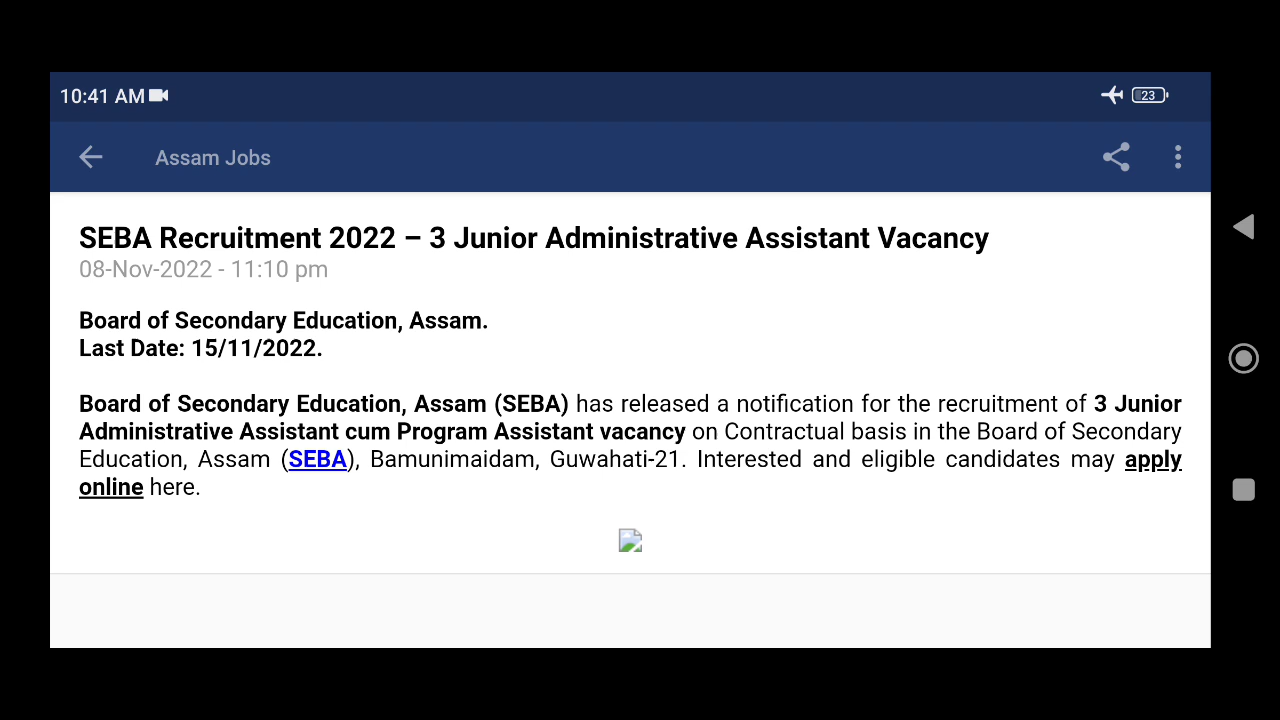 10:41 AM
23
Assam Jobs
SEBA Recruitment 2022 – 3 Junior Administrative Assistant Vacancy
08-Nov-2022 - 11:10 pm
Board of Secondary Education, Assam.
Last Date: 15/11/2022.
Board of Secondary Education, Assam (SEBA) has released a notification for the recruitment of 3 Junior
Administrative Assistant cum Program Assistant vacancy on Contractual basis in the Board of Secondary
Education, Assam (SEBA), Bamunimaidam, Guwahati-21. Interested and eligible candidates may apply
online here.